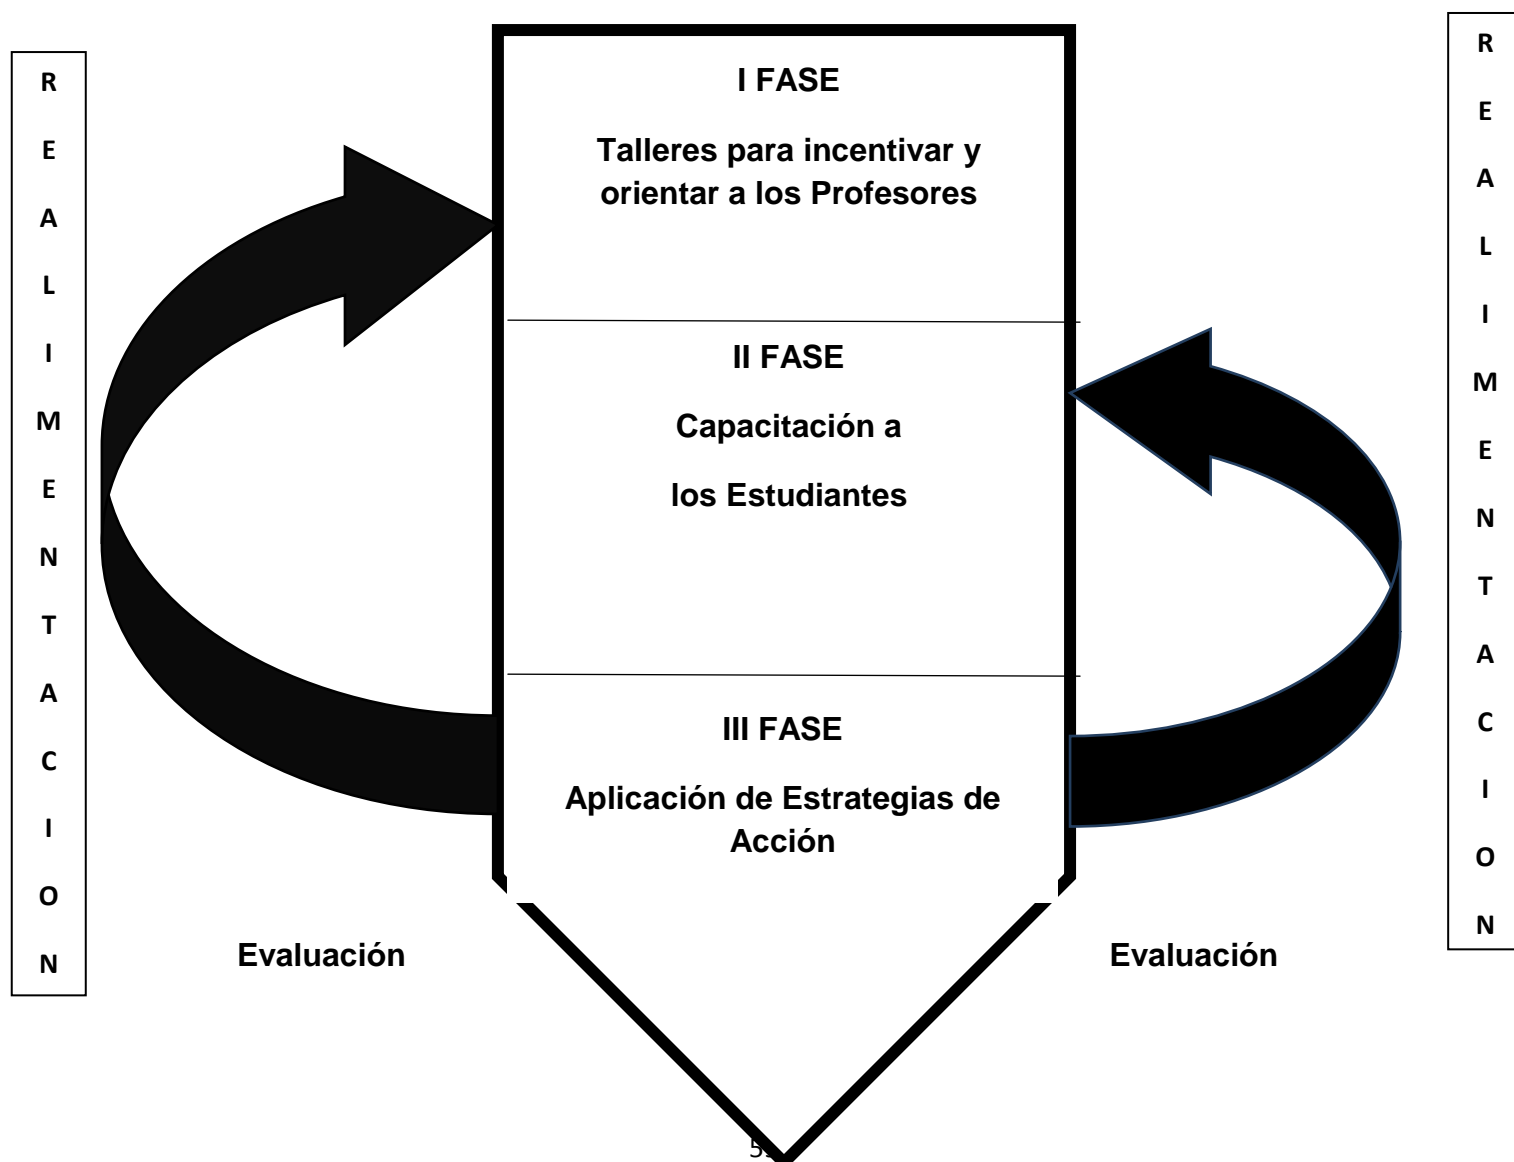 R
E
A
L
I
M
E
N
T
A
C
I
O
N
I FASE
Talleres para incentivar y
orientar a los Profesores
II FASE
Capacitación a
los Estudiantes
III FASE
Aplicación de Estrategias de
Acción
Evaluación
Evaluación
R
E
A
L
I
M
E
N
T
A
C
I
O
N